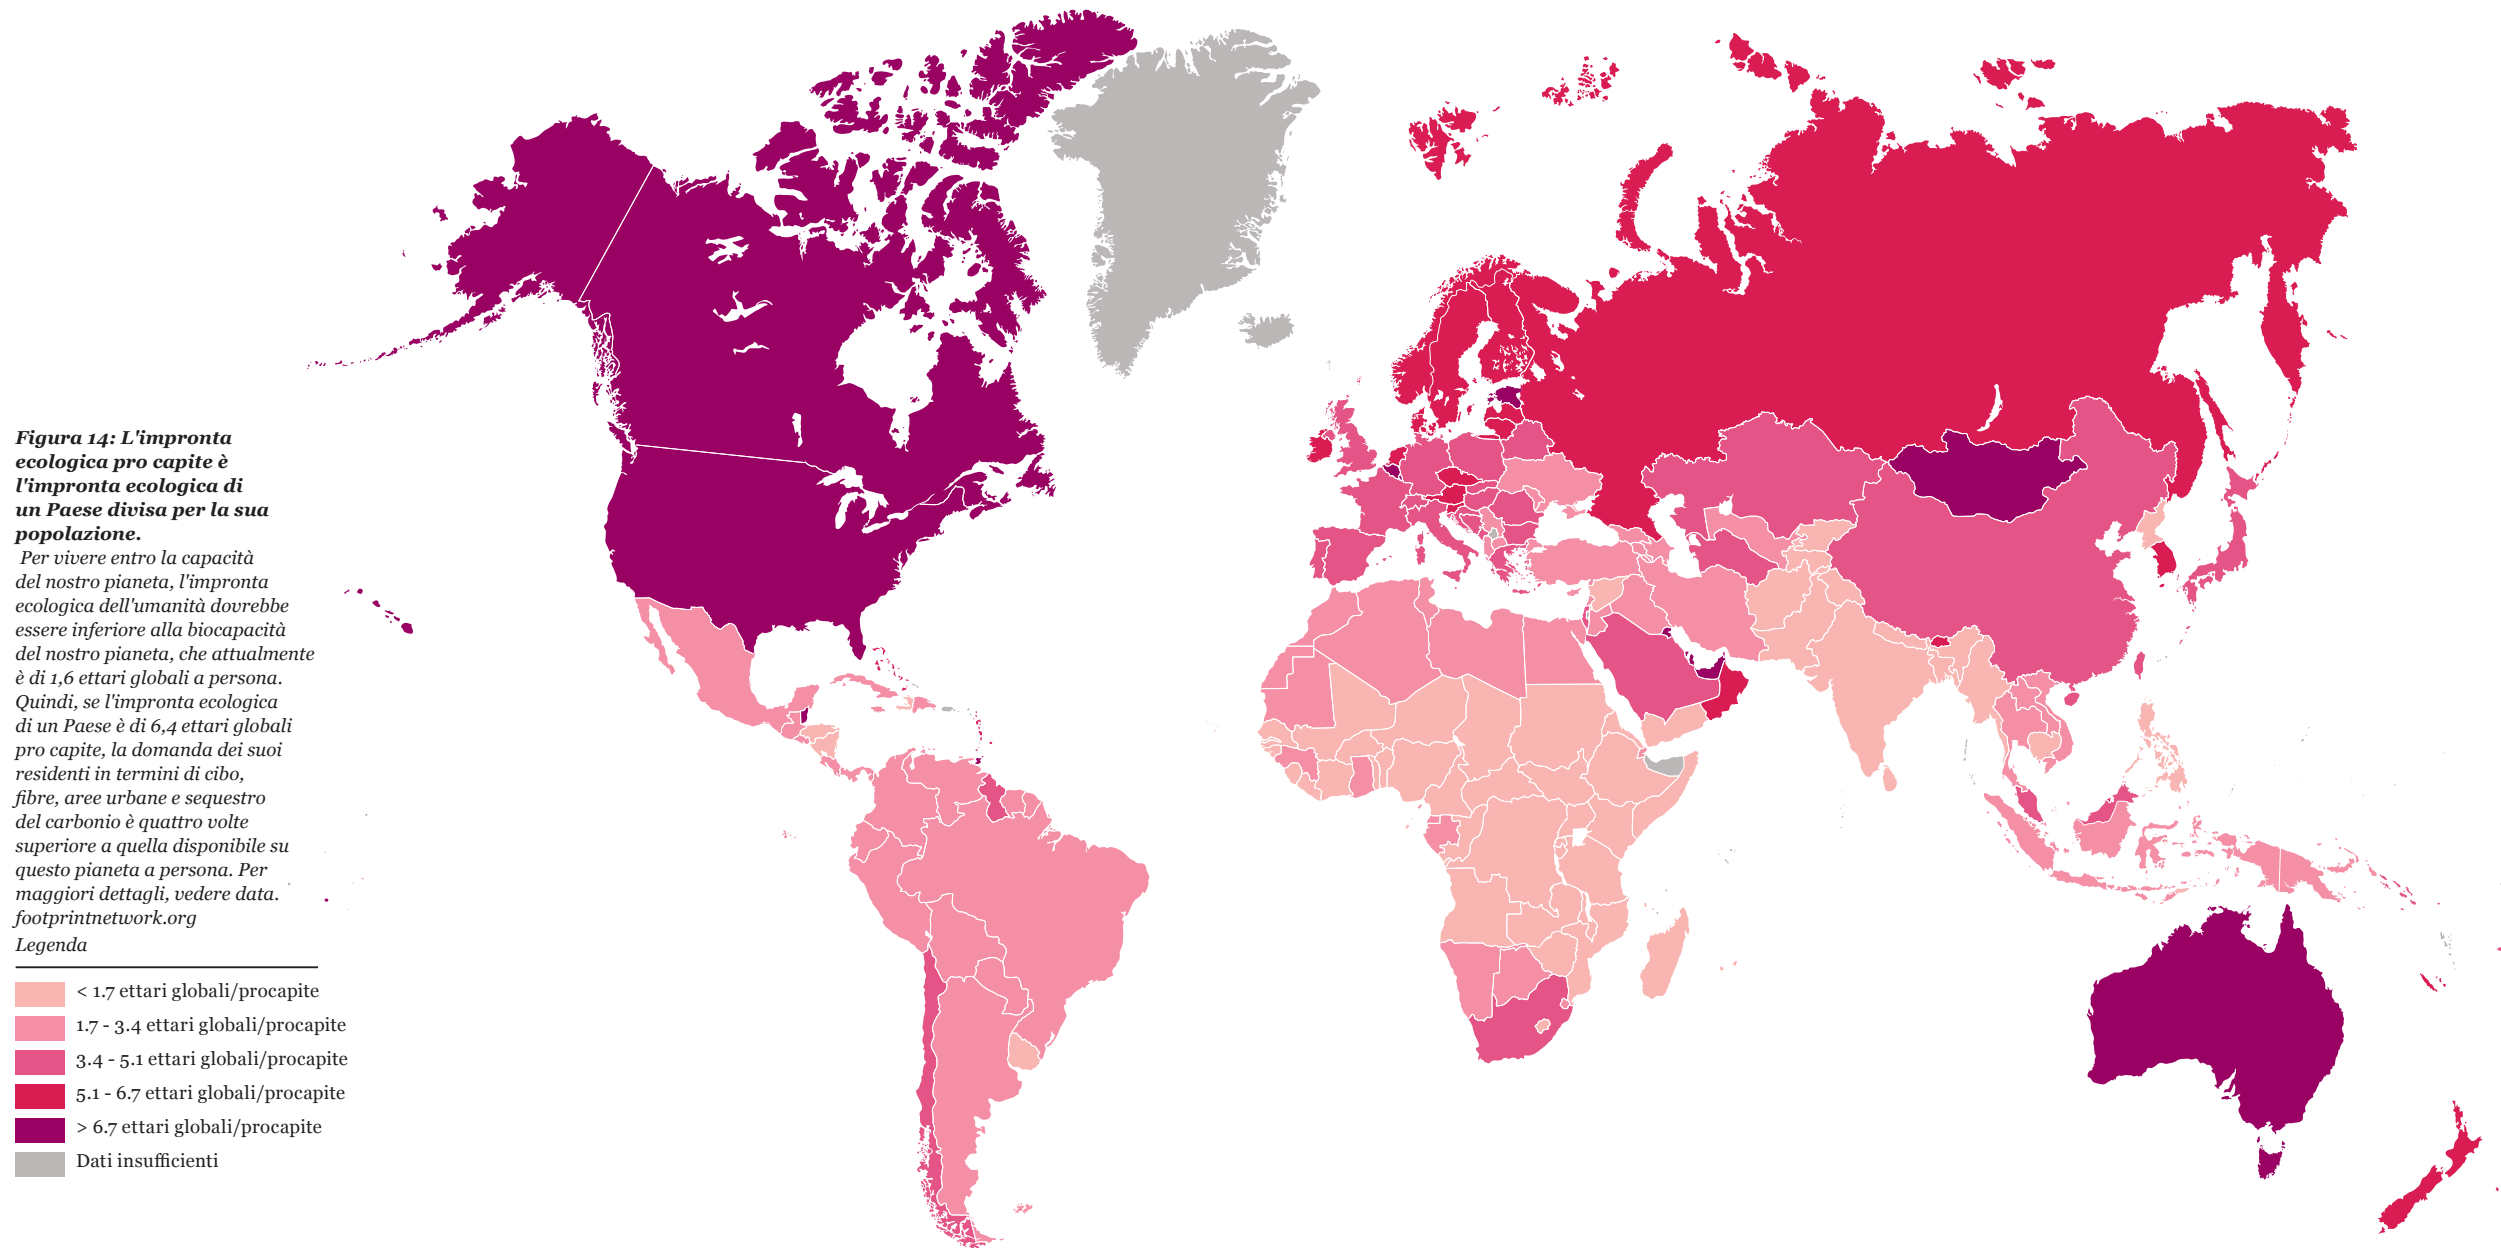 Figura 14: L'impronta
ecologica pro capite è
l'impronta ecologica di
un Paese divisa per la sua
popolazione.
Per vivere entro la capacità
del nostro pianeta, l'impronta
ecologica dell'umanità dovrebbe
essere inferiore alla biocapacità
del nostro pianeta, che attualmente
è di 1,6 ettari globali a persona.
Quindi, se l'impronta ecologica
di un Paese è di 6,4 ettari globali
pro capite, la domanda dei suoi
residenti in termini di cibo,
fibre, aree urbane e sequestro
del carbonio è quattro volte
superiore a quella disponibile su
questo pianeta a persona. Per
maggiori dettagli, vedere data.
footprintnetwork.org
Legenda
< 1.7 ettari globali/procapite
1.7 - 3.4 ettari globali/procapite
3.4 - 5.1 ettari globali/procapite
5.1 - 6.7 ettari globali/procapite
> 6.7 ettari globali/procapite
Dati insufficienti